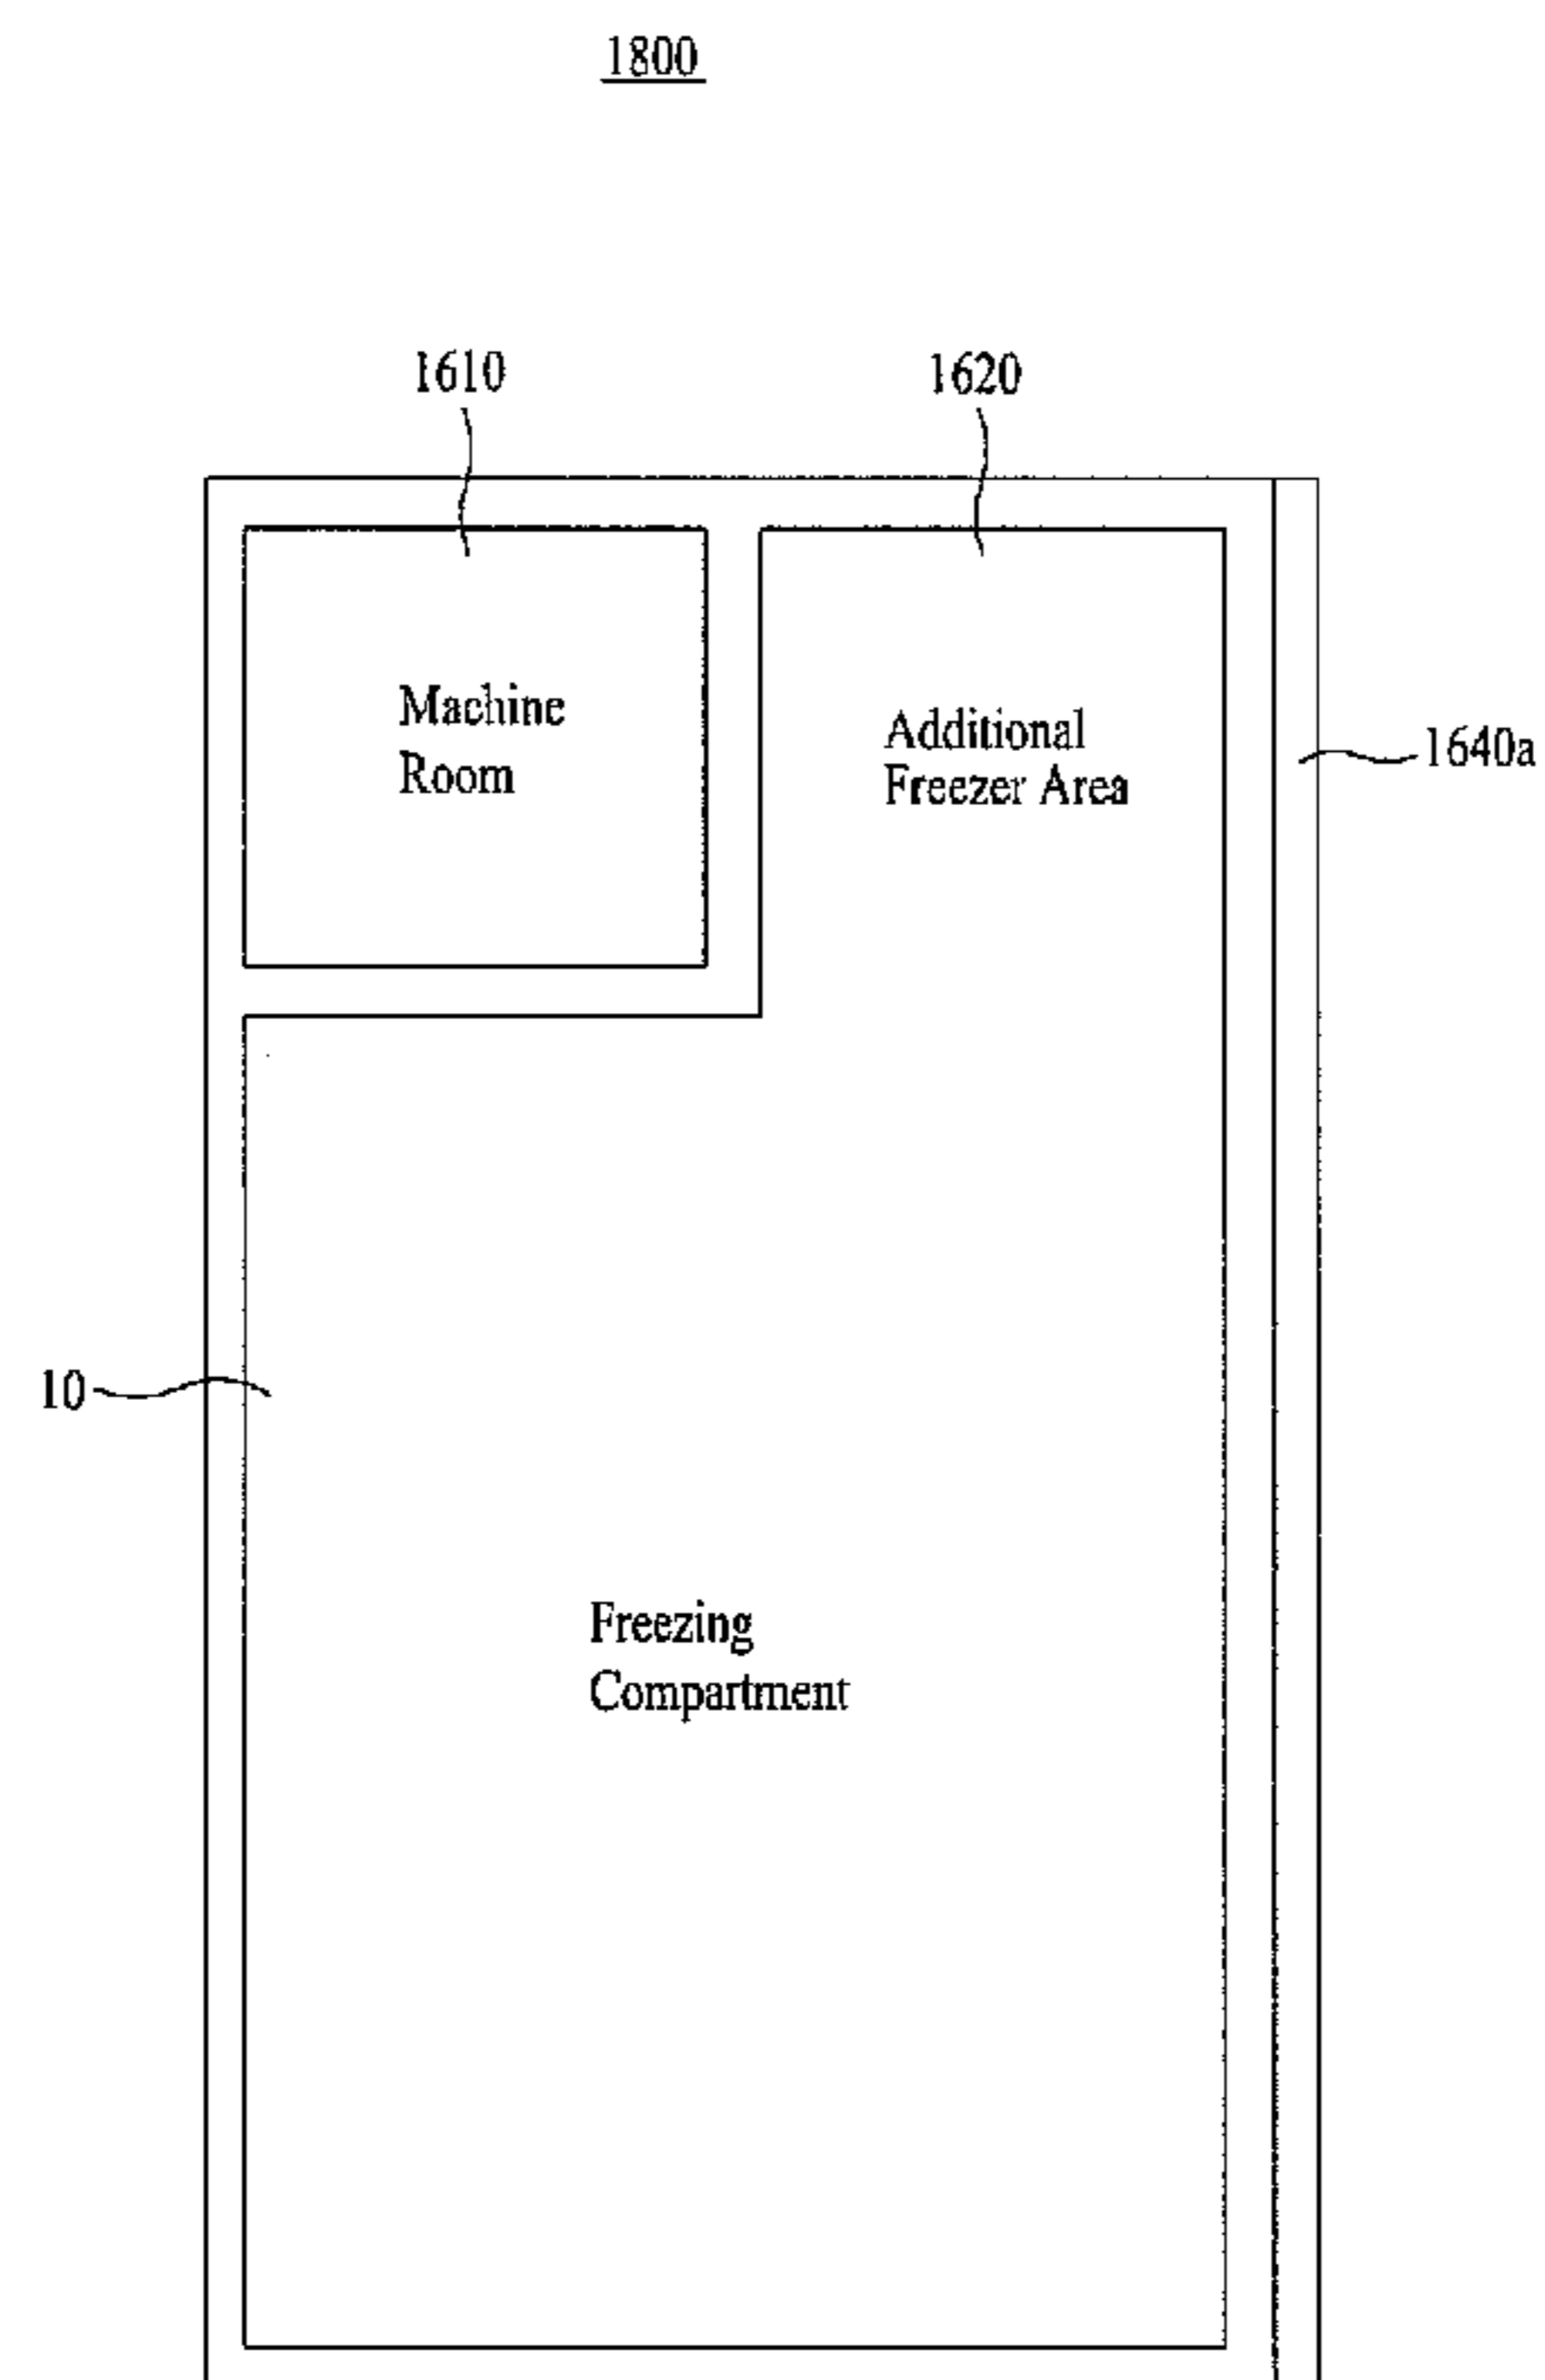 1800
1610
1620
Machine
Room
Additional
Freezer Area
1640a
10
Freezing
Compartment